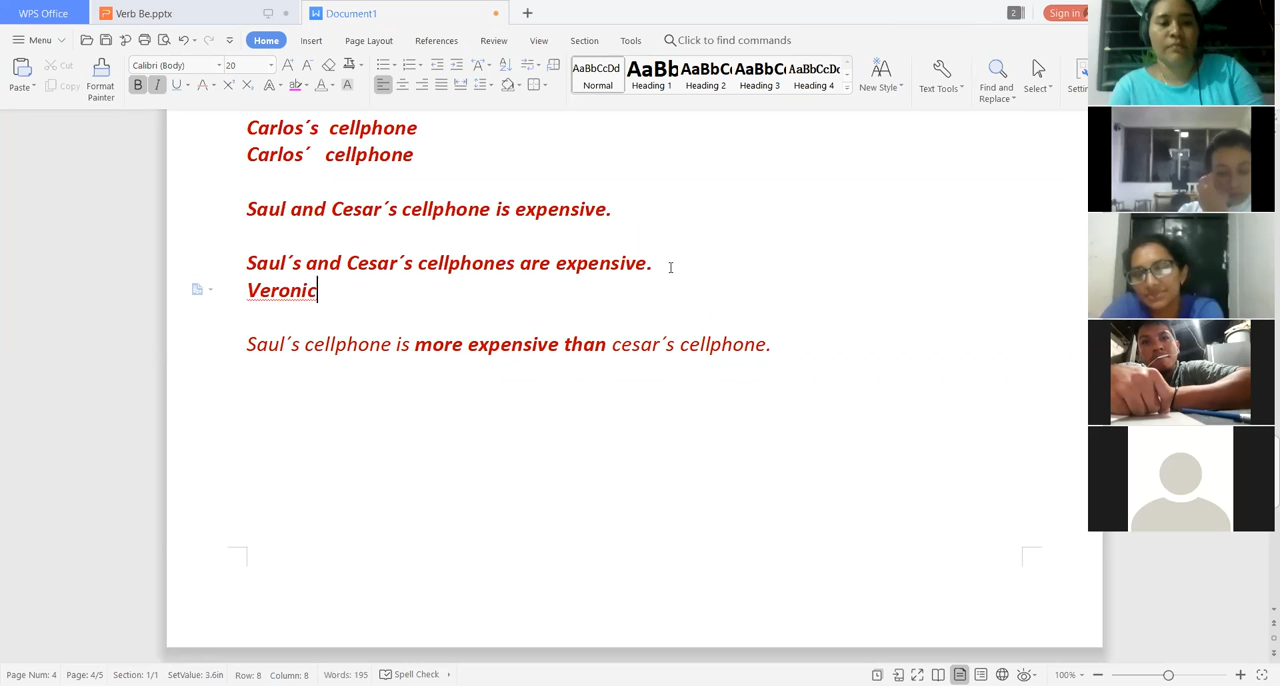 WPS Office
Verb Be.pptx
Document1
2
Sign in
Menu
Home
Insert
Page Layout
References
Review
View
Section
Tools
Click to find commands
Paste
Cut
Copy
Format Painter
Calibri (Body)
20
B I U
AaBbCcDd
Normal
AaBb
Heading 1
AaBbC
Heading 2
AaBbC
Heading 3
AaBbCcDc
Heading 4
New Style
Text Tools
Find and Replace
Select
Settin
Carlos´s cellphone
Carlos´ cellphone
Saul and Cesar´s cellphone is expensive.
Saul´s and Cesar´s cellphones are expensive.
Veronic
Saul´s cellphone is more expensive than cesar´s cellphone.
Page Num: 4
Page: 4/5
Section: 1/1
SetValue: 3.6in
Row: 8
Column: 8
Words: 195
Spell Check
100%